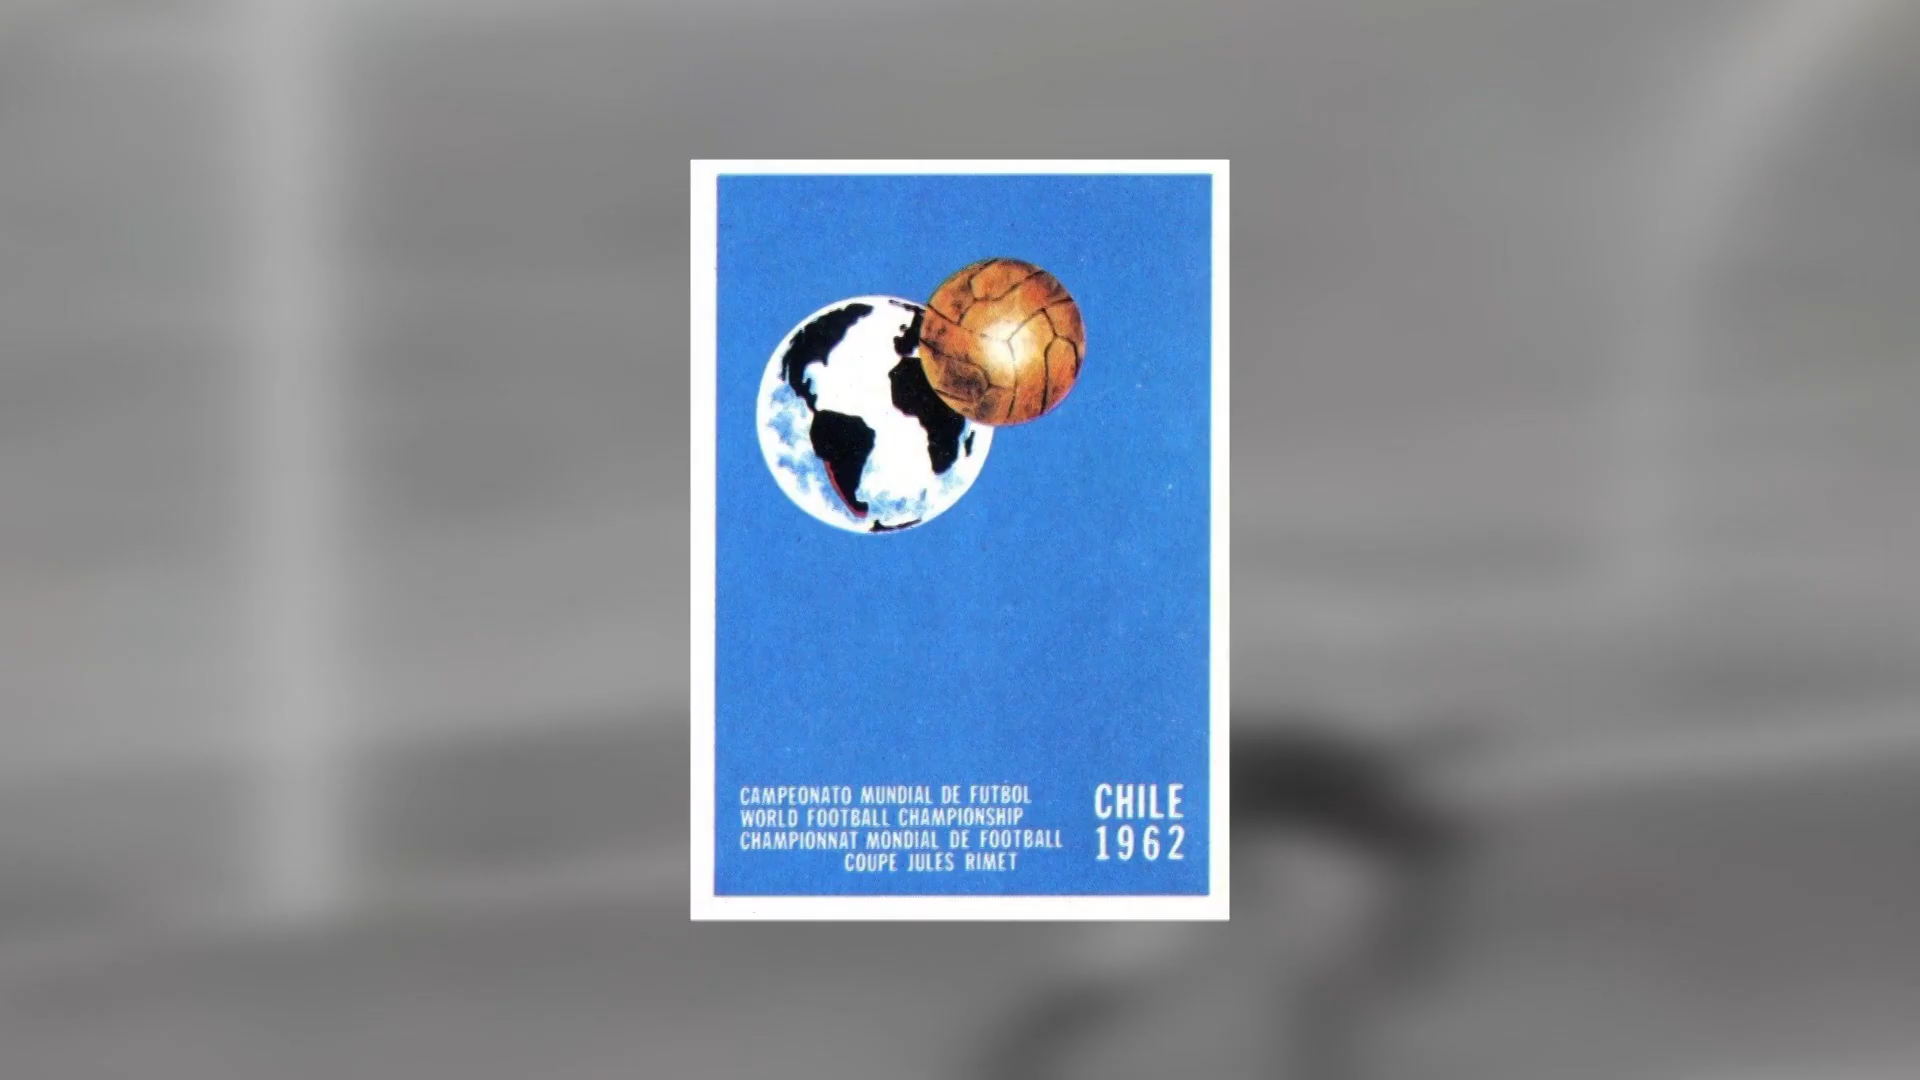 CAMPEONATO MUNDIAL DE FUTBOL
WORLD FOOTBALL CHAMPIONSHIP
CHAMPIONNAT MONDIAL DE FOOTBALL
COUPE JULES RIMET
CHILE
1962